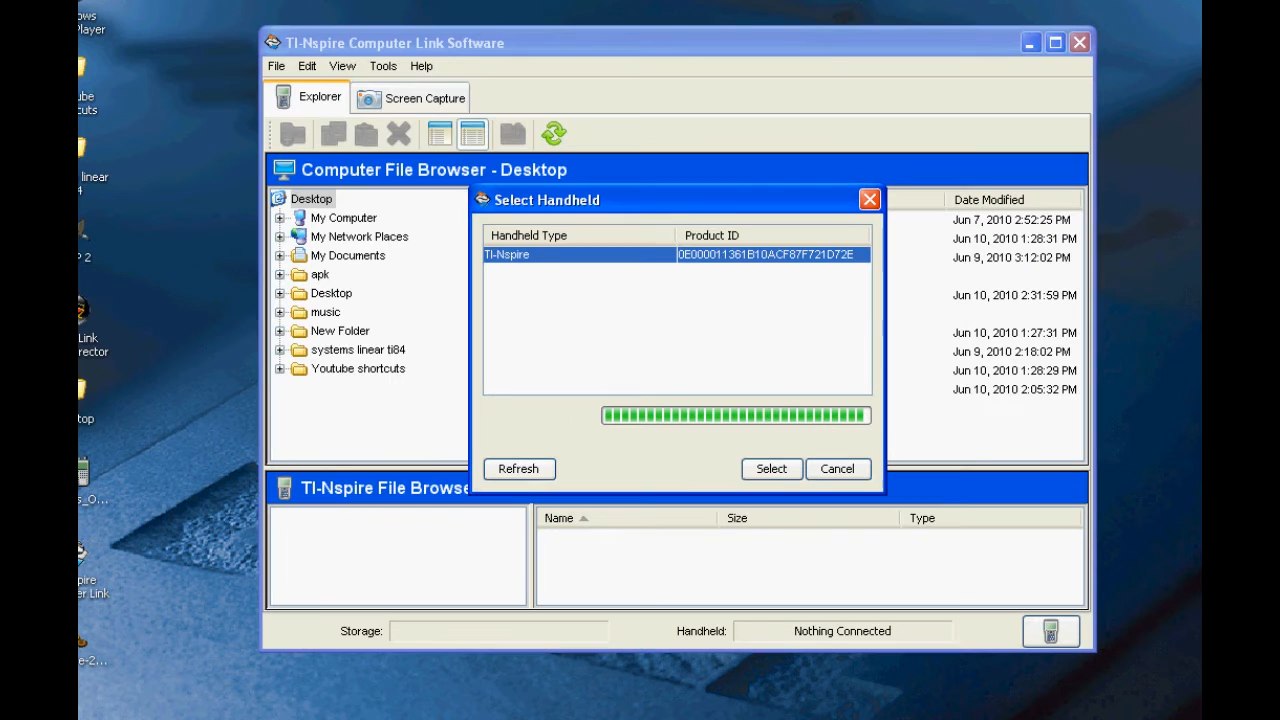 ows
Player
ube
cuts
linear
4
P 2
Link
rector
top
s_O...
pire
er Link
e-2...
TI-Nspire Computer Link Software
File Edit View Tools Help
Explorer Screen Capture
Computer File Browser - Desktop
Desktop
My Computer
My Network Places
My Documents
apk
Desktop
music
New Folder
systems linear ti84
Youtube shortcuts
Select Handheld
Handheld Type Product ID
TI-Nspire 0E000011361B10ACF87F721D72E
Refresh Select Cancel
Date Modified
Jun 7, 2010 2:52:25 PM
Jun 10, 2010 1:28:31 PM
Jun 9, 2010 3:12:02 PM
Jun 10, 2010 2:31:59 PM
Jun 10, 2010 1:27:31 PM
Jun 9, 2010 2:18:02 PM
Jun 10, 2010 1:28:29 PM
Jun 10, 2010 2:05:32 PM
TI-Nspire File Browse
Name Size Type
Storage: Handheld: Nothing Connected